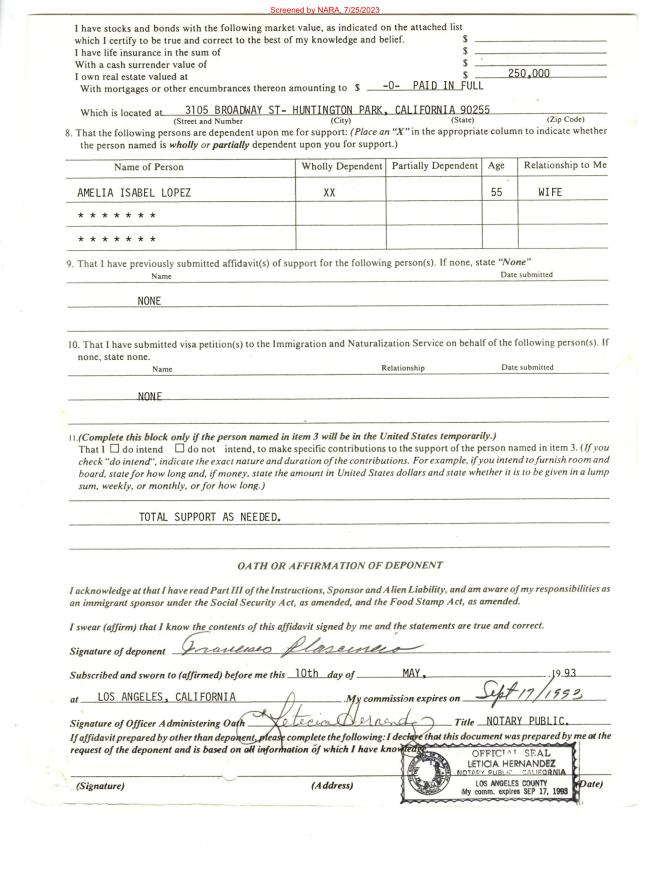 Screened by NARA, 7/25/2023
I have stocks and bonds with the following market value, as indicated on the attached list
which I certify to be true and correct to the best of my knowledge and belief. $
I have life insurance in the sum of $
With a cash surrender value of $
I own real estate valued at $ 250,000
With mortgages or other encumbrances thereon amounting to $ -0- PAID IN FULL
Which is located at 3105 BROADWAY ST- HUNTINGTON PARK, CALIFORNIA 90255
(Street and Number (City) (State) (Zip Code)
8. That the following persons are dependent upon me for support: (Place an "X" in the appropriate column to indicate whether
the person named is wholly or partially dependent upon you for support.)
Name of Person Wholly Dependent Partially Dependent Age Relationship to Me
AMELIA ISABEL LOPEZ XX 55 WIFE
* * * * * * *
* * * * * * *
9. That I have previously submitted affidavit(s) of support for the following person(s). If none, state "None"
Name Date submitted
NONE
10. That I have submitted visa petition(s) to the Immigration and Naturalization Service on behalf of the following person(s). If
none, state none.
Name Relationship Date submitted
NONE
11.(Complete this block only if the person named in item 3 will be in the United States temporarily.)
That I ☐ do intend ☐ do not intend, to make specific contributions to the support of the person named in item 3. (If you
check "do intend", indicate the exact nature and duration of the contributions. For example, if you intend to furnish room and
board, state for how long and, if money, state the amount in United States dollars and state whether it is to be given in a lump
sum, weekly, or monthly, or for how long.)
TOTAL SUPPORT AS NEEDED.
OATH OR AFFIRMATION OF DEPONENT
I acknowledge at that I have read Part III of the Instructions, Sponsor and Alien Liability, and am aware of my responsibilities as
an immigrant sponsor under the Social Security Act, as amended, and the Food Stamp Act, as amended.
I swear (affirm) that I know the contents of this affidavit signed by me and the statements are true and correct.
Signature of deponent Francisco Plasencia
Subscribed and sworn to (affirmed) before me this 10th day of MAY, 1993
at LOS ANGELES, CALIFORNIA .My commission expires on Sept 17/1993
Signature of Officer Administering Oath Leticia Hernandez Title NOTARY PUBLIC.
If affidavit prepared by other than deponent, please complete the following: I declare that this document was prepared by me at the
request of the deponent and is based on all information of which I have knowledge.
OFFICIAL SEAL
LETICIA HERNANDEZ
NOTARY PUBLIC CALIFORNIA
LOS ANGELES COUNTY
My comm. expires SEP 17, 1993
(Signature) (Address) (Date)